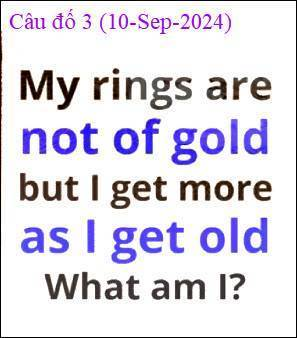 Câu đố 3 (10-Sep-2024)
My rings are
not of gold
but I get more
as I get old
What am I?